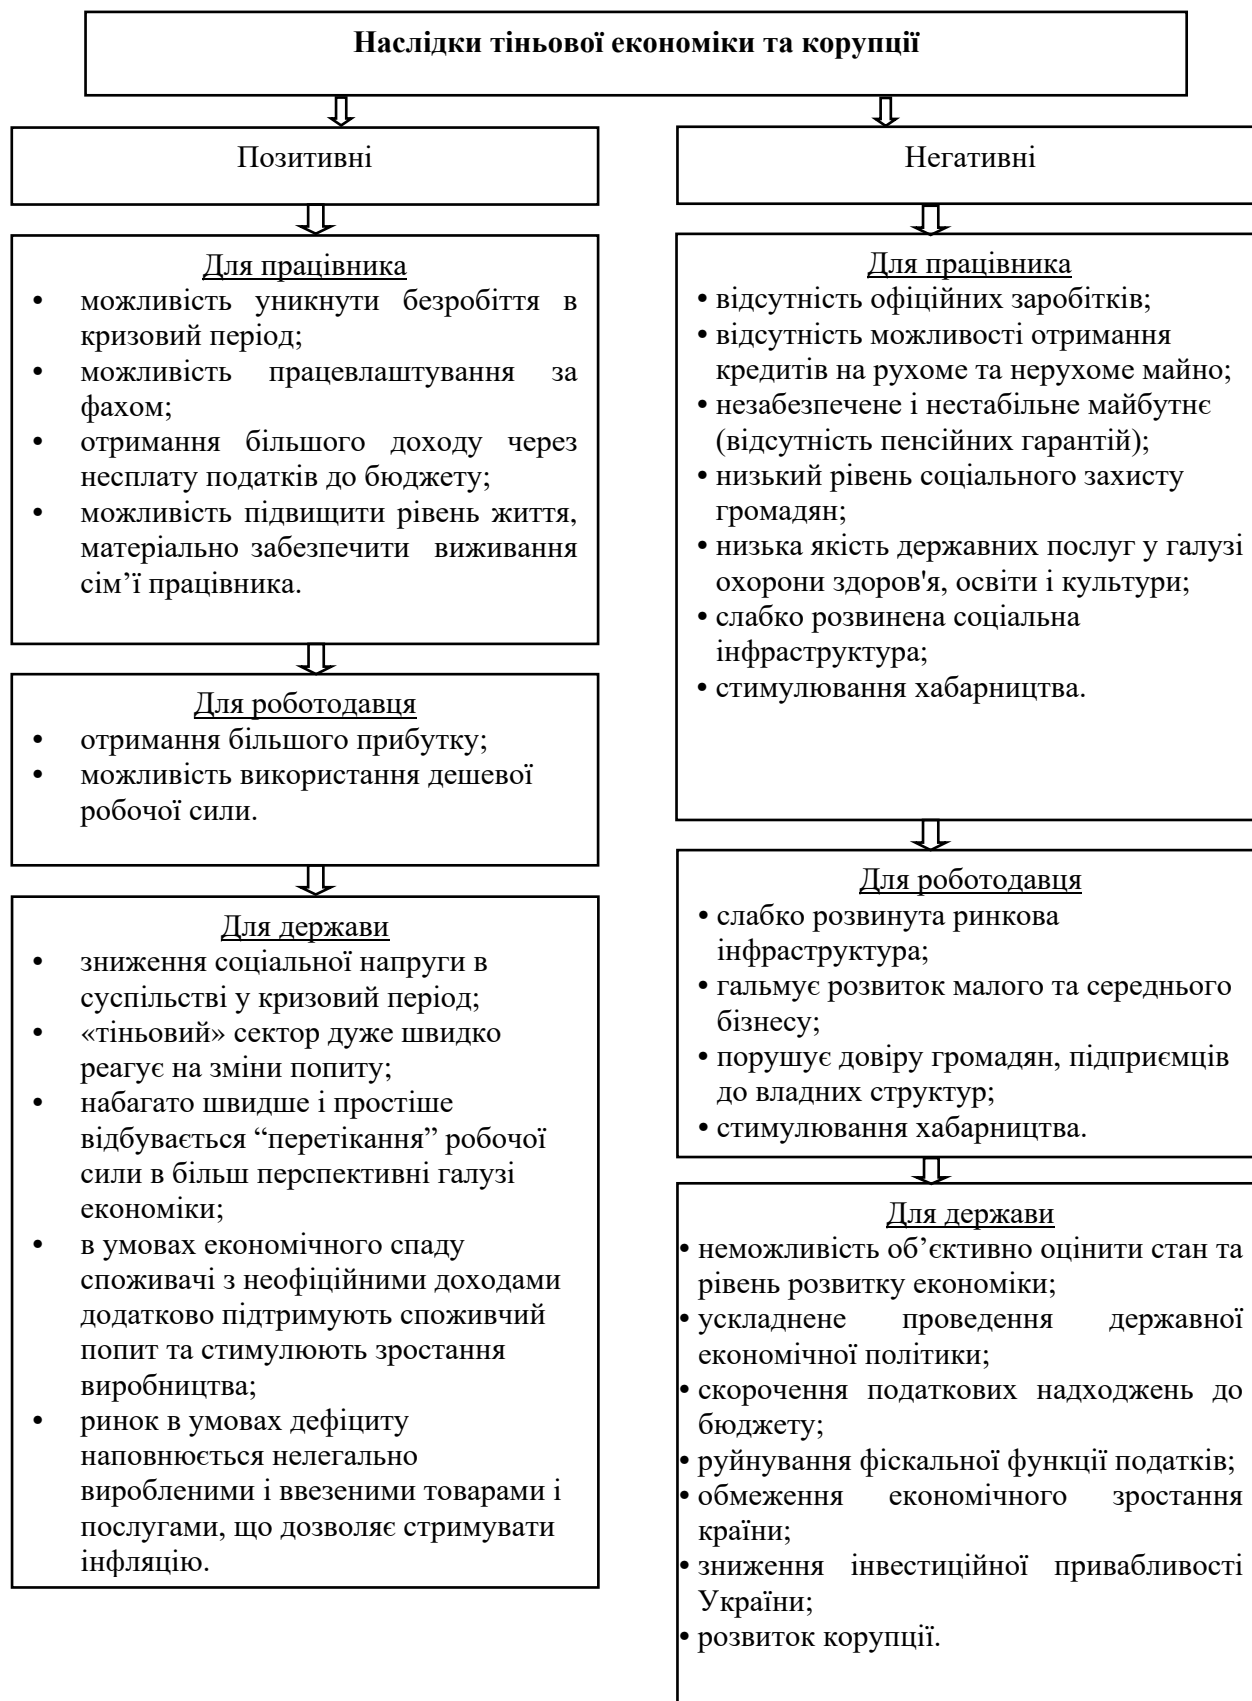 Наслідки тіньової економіки та корупції
Позитивні
Для працівника
• можливість уникнути безробіття в
кризовий період;
• можливість працевлаштування за
фахом;
• отримання більшого доходу через
несплату податків до бюджету;
• можливість підвищити рівень життя,
матеріально забезпечити виживання
сім’ї працівника.
Для роботодавця
• отримання більшого прибутку;
• можливість використання дешевої
робочої сили.
Для держави
• зниження соціальної напруги в
суспільстві у кризовий період;
• «тіньовий» сектор дуже швидко
реагує на зміни попиту;
• набагато швидше і простіше
відбувається “перетікання” робочої
сили в більш перспективні галузі
економіки;
• в умовах економічного спаду
споживачі з неофіційними доходами
додатково підтримують споживчий
попит та стимулюють зростання
виробництва;
• ринок в умовах дефіциту
наповнюється нелегально
виробленими і ввезеними товарами і
послугами, що дозволяє стримувати
інфляцію.
Негативні
Для працівника
• відсутність офіційних заробітків;
• відсутність можливості отримання
кредитів на рухоме та нерухоме майно;
• незабезпечене і нестабільне майбутнє
(відсутність пенсійних гарантій);
• низький рівень соціального захисту
громадян;
• низька якість державних послуг у галузі
охорони здоров'я, освіти і культури;
• слабко розвинена соціальна
інфраструктура;
• стимулювання хабарництва.
Для роботодавця
• слабко розвинута ринкова
інфраструктура;
• гальмує розвиток малого та середнього
бізнесу;
• порушує довіру громадян, підприємців
до владних структур;
• стимулювання хабарництва.
Для держави
• неможливість об’єктивно оцінити стан та
рівень розвитку економіки;
• ускладнене проведення державної
економічної політики;
• скорочення податкових надходжень до
бюджету;
• руйнування фіскальної функції податків;
• обмеження економічного зростання
країни;
• зниження інвестиційної привабливості
України;
• розвиток корупції.